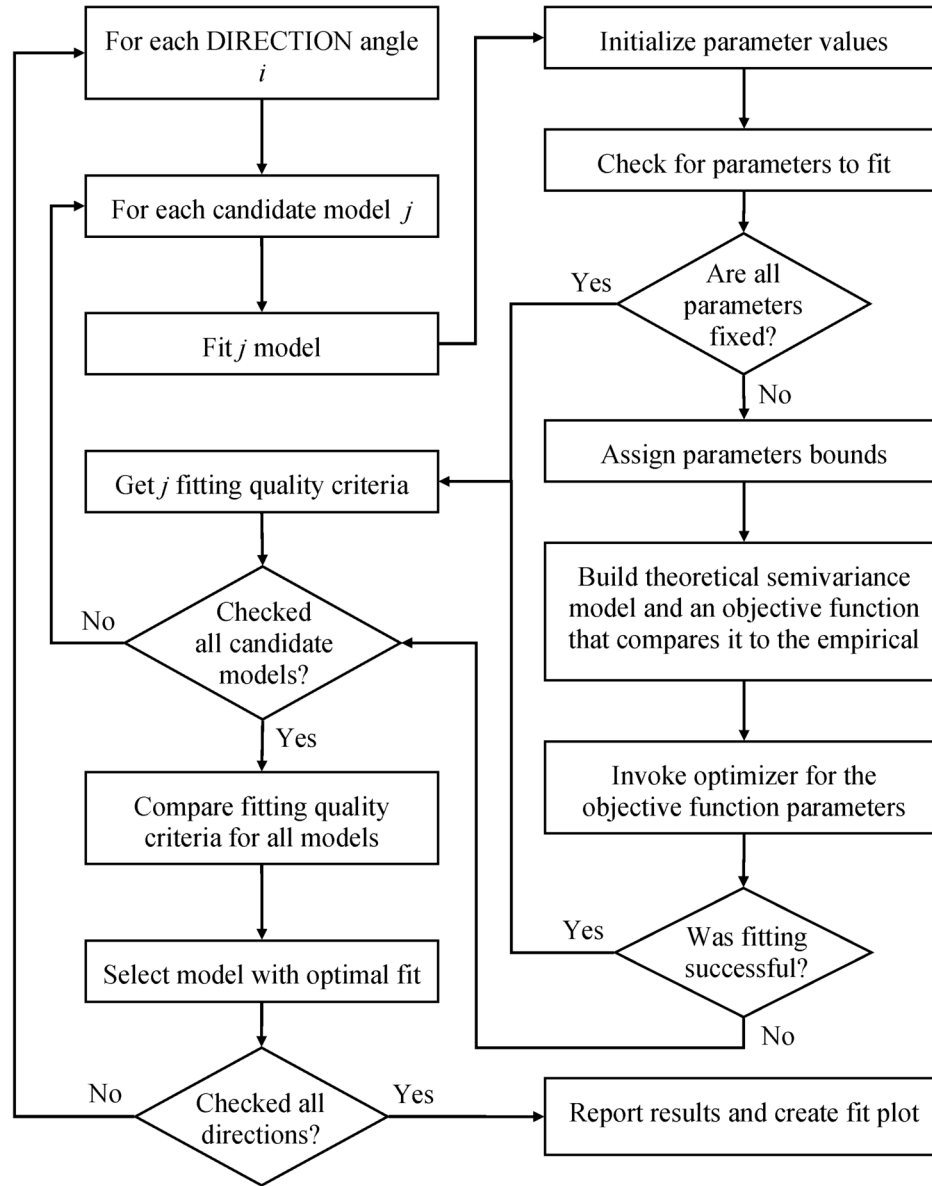 For each DIRECTION angle
i
For each candidate model j
Fit j model
Get j fitting quality criteria
Checked
all candidate
models?
No
Yes
Compare fitting quality
criteria for all models
Select model with optimal fit
Checked all
directions?
No
Yes
Initialize parameter values
Check for parameters to fit
Are all
parameters
fixed?
Yes
No
Assign parameters bounds
Build theoretical semivariance
model and an objective function
that compares it to the empirical
Invoke optimizer for the
objective function parameters
Was fitting
successful?
Yes
No
Report results and create fit plot